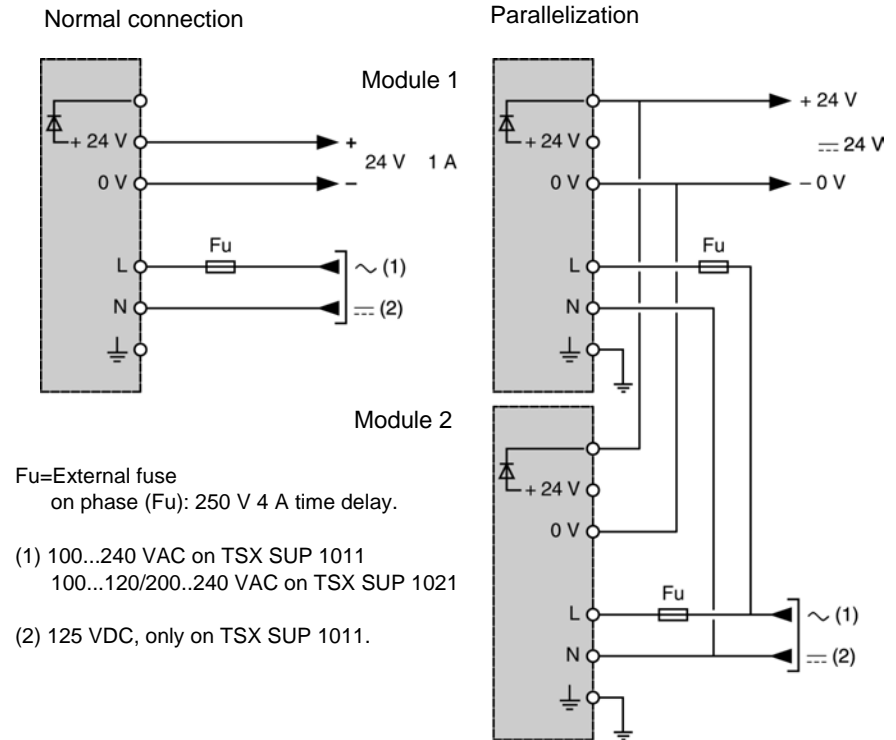 Normal connection
Parallelization
Module 1
+ 24 V
+
24 V 1 A
0 V
–
Fu
L
∼ (1)
N
⎓ (2)
+ 24 V
+ 24 V
⎓ 24 V
0 V
– 0 V
Fu
L
N
Module 2
+ 24 V
0 V
Fu
L
∼ (1)
N
⎓ (2)
Fu=External fuse
on phase (Fu): 250 V 4 A time delay.
(1) 100...240 VAC on TSX SUP 1011
100...120/200..240 VAC on TSX SUP 1021
(2) 125 VDC, only on TSX SUP 1011.